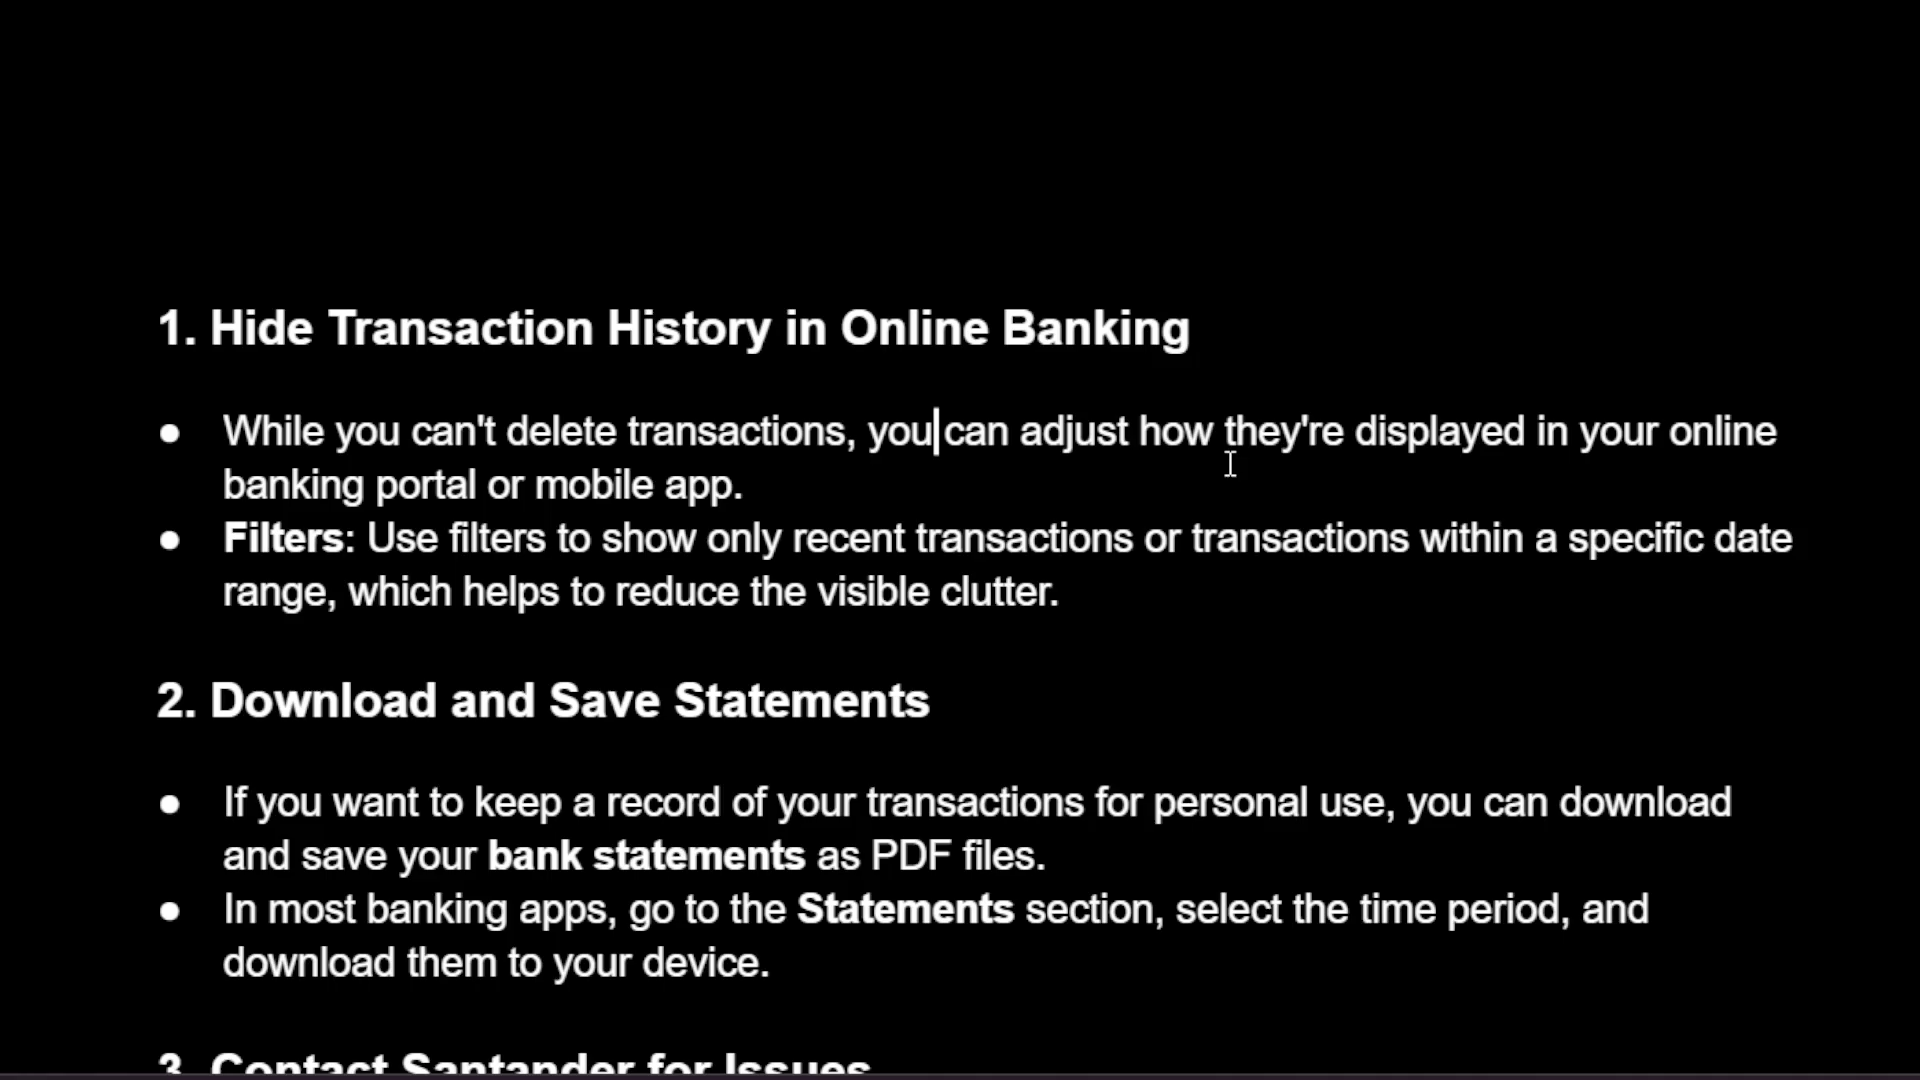 1. Hide Transaction History in Online Banking
● While you can't delete transactions, you can adjust how they're displayed in your online
banking portal or mobile app.
● Filters: Use filters to show only recent transactions or transactions within a specific date
range, which helps to reduce the visible clutter.
2. Download and Save Statements
● If you want to keep a record of your transactions for personal use, you can download
and save your bank statements as PDF files.
● In most banking apps, go to the Statements section, select the time period, and
download them to your device.
3. Contact Santander for Issues